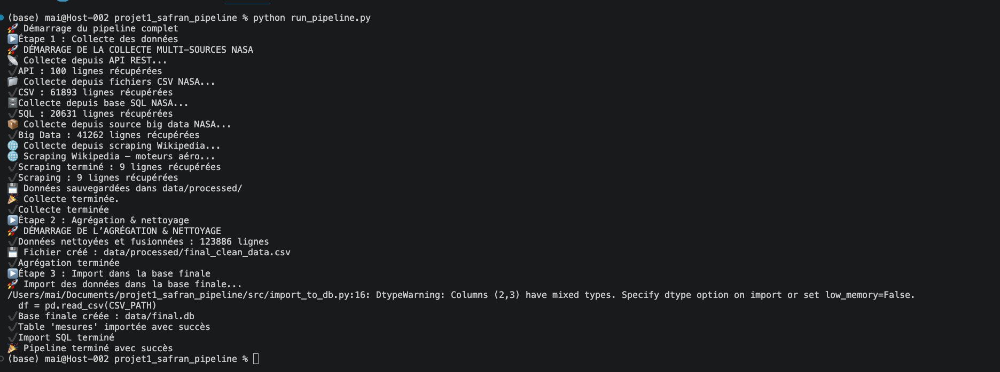 (base) mai@Host-002 projet1_safran_pipeline % python run_pipeline.py
🚀 Démarrage du pipeline complet
▶️Étape 1 : Collecte des données
🚀 DÉMARRAGE DE LA COLLECTE MULTI-SOURCES NASA
📡 Collecte depuis API REST...
✔️API : 100 lignes récupérées
📁 Collecte depuis fichiers CSV NASA...
✔️CSV : 61893 lignes récupérées
🗄️Collecte depuis base SQL NASA...
✔️SQL : 20631 lignes récupérées
📦 Collecte depuis source big data NASA...
✔️Big Data : 41262 lignes récupérées
🌐 Collecte depuis scraping Wikipedia...
🌐 Scraping Wikipedia – moteurs aéro...
✔️Scraping terminé : 9 lignes récupérées
✔️Scraping : 9 lignes récupérées
💾 Données sauvegardées dans data/processed/
🎉 Collecte terminée.
✔️Collecte terminée
▶️Étape 2 : Agrégation & nettoyage
🚀 DÉMARRAGE DE L’AGRÉGATION & NETTOYAGE
✔️Données nettoyées et fusionnées : 123886 lignes
💾 Fichier créé : data/processed/final_clean_data.csv
✔️Agrégation terminée
▶️Étape 3 : Import dans la base finale
🚀 Import des données dans la base finale...
/Users/mai/Documents/projet1_safran_pipeline/src/import_to_db.py:16: DtypeWarning: Columns (2,3) have mixed types. Specify dtype option on import or set low_memory=False.
  df = pd.read_csv(CSV_PATH)
✔️Base finale créée : data/final.db
✔️Table 'mesures' importée avec succès
✔️Import SQL terminé
🎉 Pipeline terminé avec succès
(base) mai@Host-002 projet1_safran_pipeline %